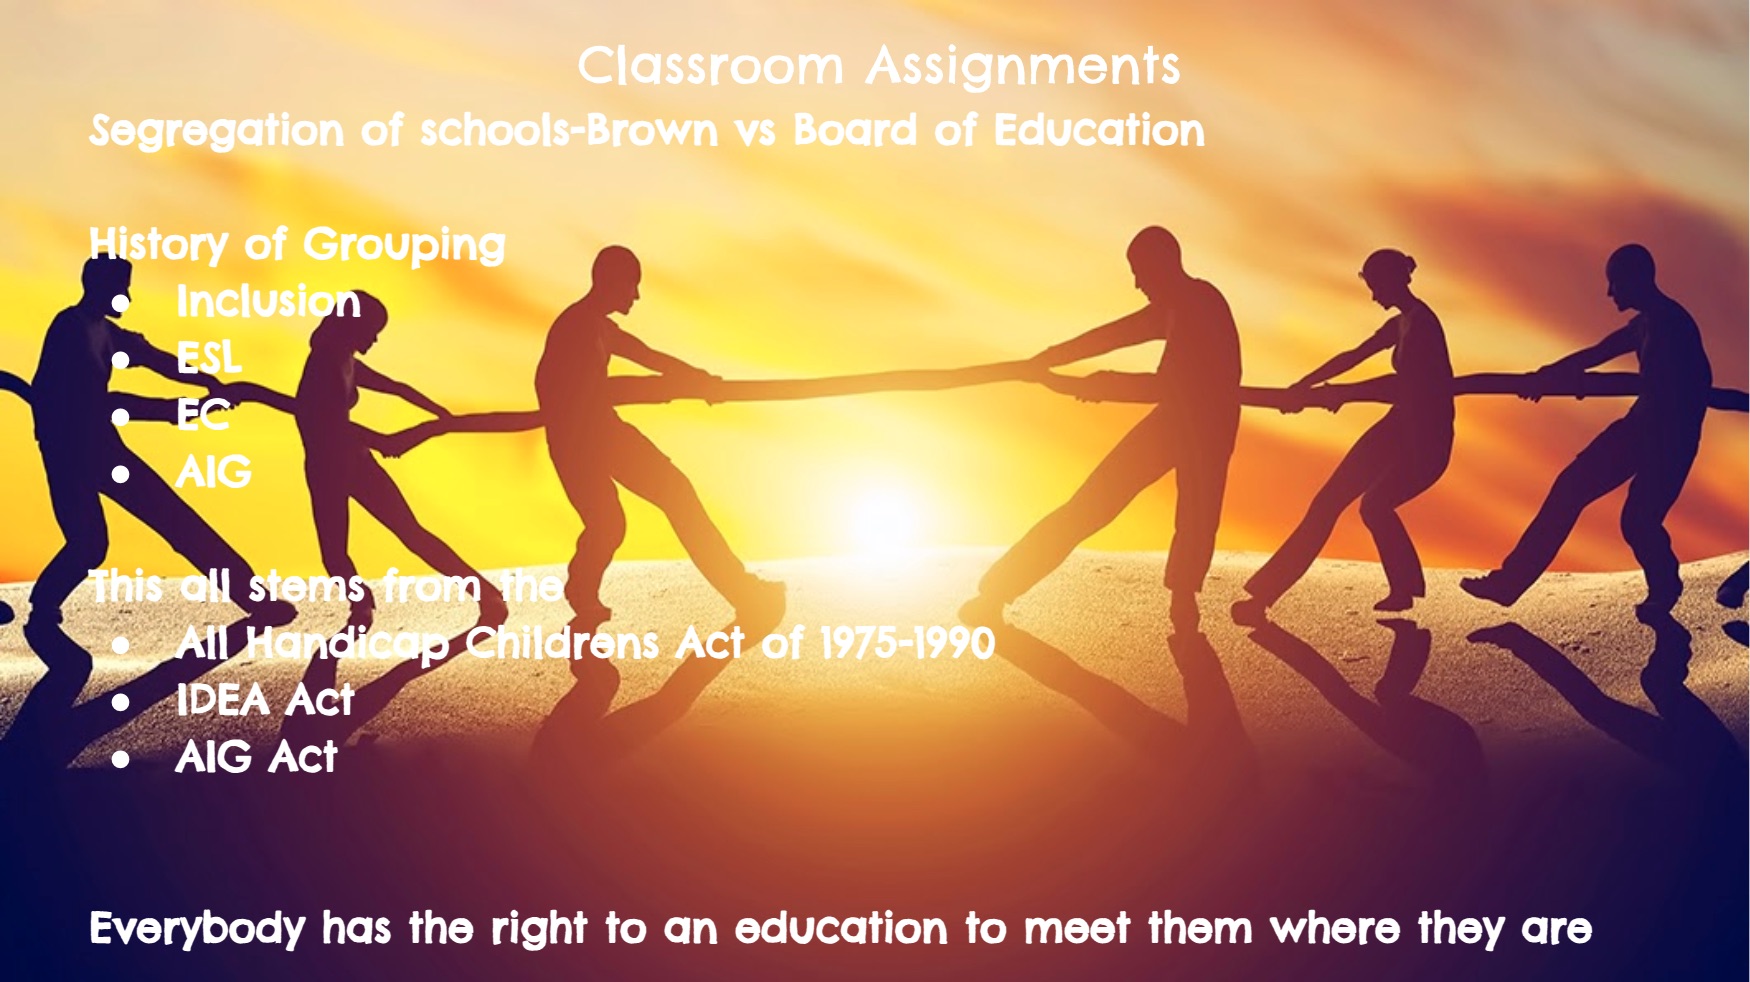 Classroom Assignments
Segregation of schools-Brown vs Board of Education
History of Grouping
● Inclusion
● ESL
● EC
● AIG
This all stems from the
● All Handicap Childrens Act of 1975-1990
● IDEA Act
● AIG Act
Everybody has the right to an education to meet them where they are